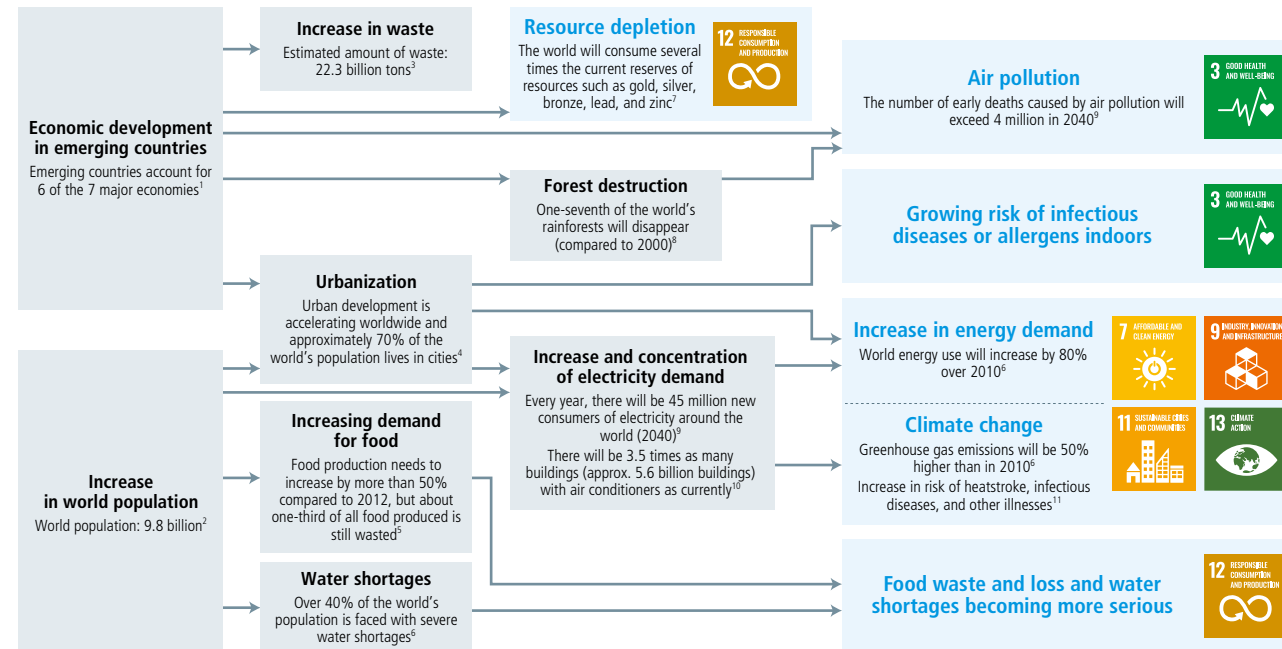 Economic development
in emerging countries
Emerging countries account for
6 of the 7 major economies1
Increase
in world population
World population: 9.8 billion2
Increase in waste
Estimated amount of waste:
22.3 billion tons3
Urbanization
Urban development is
accelerating worldwide and
approximately 70% of the
world's population lives in cities4
Increasing demand
for food
Food production needs to
increase by more than 50%
compared to 2012, but about
one-third of all food produced is
still wasted5
Water shortages
Over 40% of the world's
population is faced with severe
water shortages6
Resource depletion
The world will consume several
times the current reserves of
resources such as gold, silver,
bronze, lead, and zinc7
12 RESPONSIBLE
CONSUMPTION
AND PRODUCTION
Forest destruction
One-seventh of the world's
rainforests will disappear
(compared to 2000)8
Increase and concentration
of electricity demand
Every year, there will be 45 million new
consumers of electricity around the
world (2040)9
There will be 3.5 times as many
buildings (approx. 5.6 billion buildings)
with air conditioners as currently10
Air pollution
The number of early deaths caused by air pollution will
exceed 4 million in 20409
3 GOOD HEALTH
AND WELL-BEING
Growing risk of infectious
diseases or allergens indoors
3 GOOD HEALTH
AND WELL-BEING
Increase in energy demand
World energy use will increase by 80%
over 20106
7 AFFORDABLE AND
CLEAN ENERGY
9 INDUSTRY, INNOVATION
AND INFRASTRUCTURE
Climate change
Greenhouse gas emissions will be 50%
higher than in 20106
Increase in risk of heatstroke, infectious
diseases, and other illnesses11
11 SUSTAINABLE CITIES
AND COMMUNITIES
13 CLIMATE
ACTION
Food waste and loss and water
shortages becoming more serious
12 RESPONSIBLE
CONSUMPTION
AND PRODUCTION